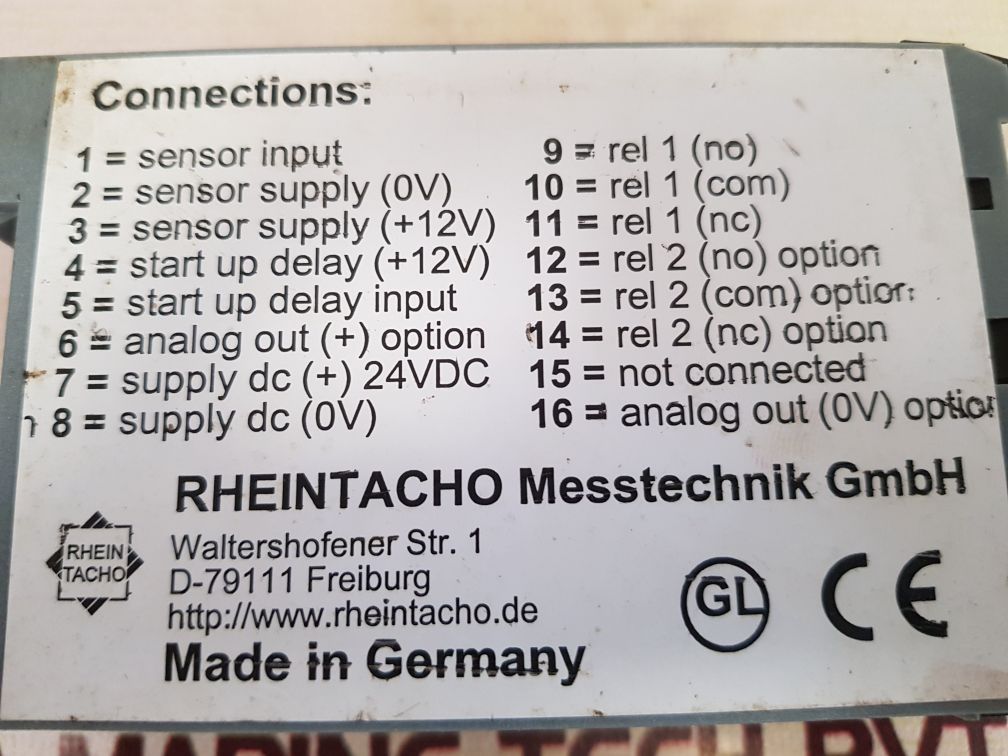 Connections:
1 = sensor input
2 = sensor supply (0V)
3 = sensor supply (+12V)
4 = start up delay (+12V)
5 = start up delay input
6 = analog out (+) option
7 = supply dc (+) 24VDC
8 = supply dc (0V)
9 = rel 1 (no)
10 = rel 1 (com)
11 = rel 1 (nc)
12 = rel 2 (no) option
13 = rel 2 (com) option
14 = rel 2 (nc) option
15 = not connected
16 = analog out (0V) option
RHEINTACHO Messtechnik GmbH
RHEIN
TACHO
Waltershofener Str. 1
D-79111 Freiburg
http://www.rheintacho.de
Made in Germany
GL
CE